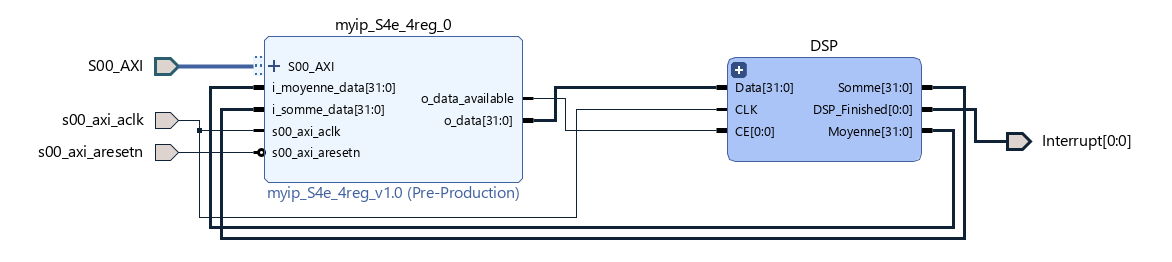 myip_S4e_4reg_0
S00_AXI
S00_AXI
i_moyenne_data[31:0]
i_somme_data[31:0]
s00_axi_aclk
s00_axi_aclk
s00_axi_aresetn
s00_axi_aresetn
o_data_available
o_data[31:0]
myip_S4e_4reg_v1.0 (Pre-Production)
DSP
Data[31:0]
CLK
CE[0:0]
Somme[31:0]
DSP_Finished[0:0]
Moyenne[31:0]
Interrupt[0:0]